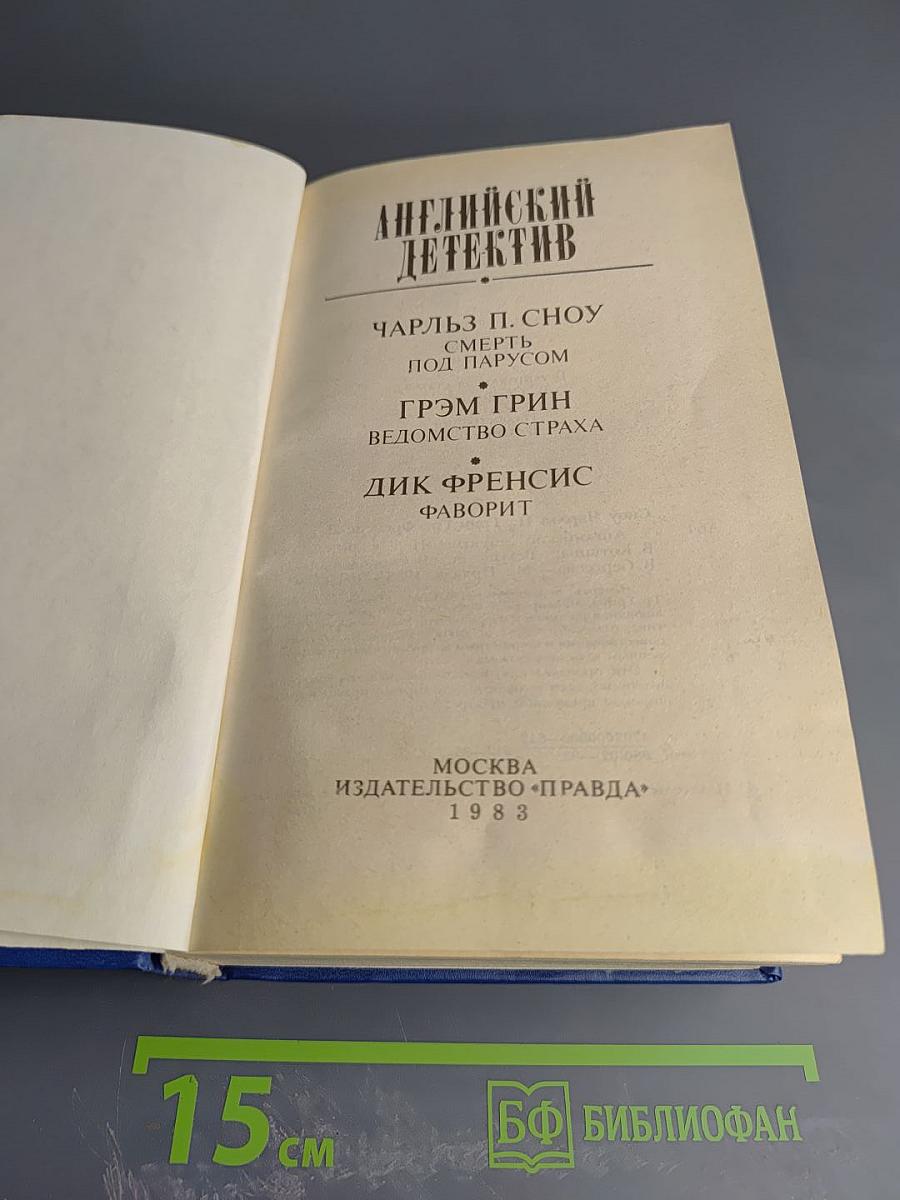 АНГЛИЙСКИЙ
ДЕТЕКТИВ
ЧАРЛЬЗ П. СНОУ
СМЕРТЬ
ПОД ПАРУСОМ
ГРЭМ ГРИН
ВЕДОМСТВО СТРАХА
ДИК ФРЕНСИС
ФАВОРИТ
МОСКВА
ИЗДАТЕЛЬСТВО «ПРАВДА»
1983
15 см
БФ БИБЛИОФАН